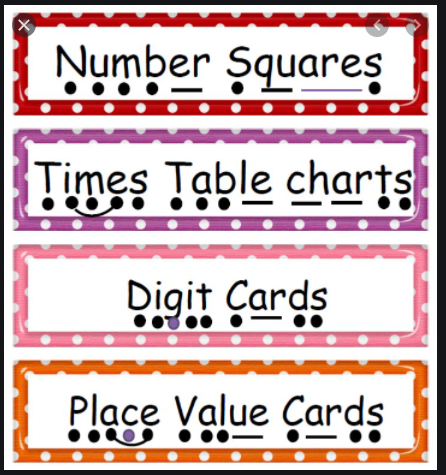 Number Squares
Times Table charts
Digit Cards
Place Value Cards